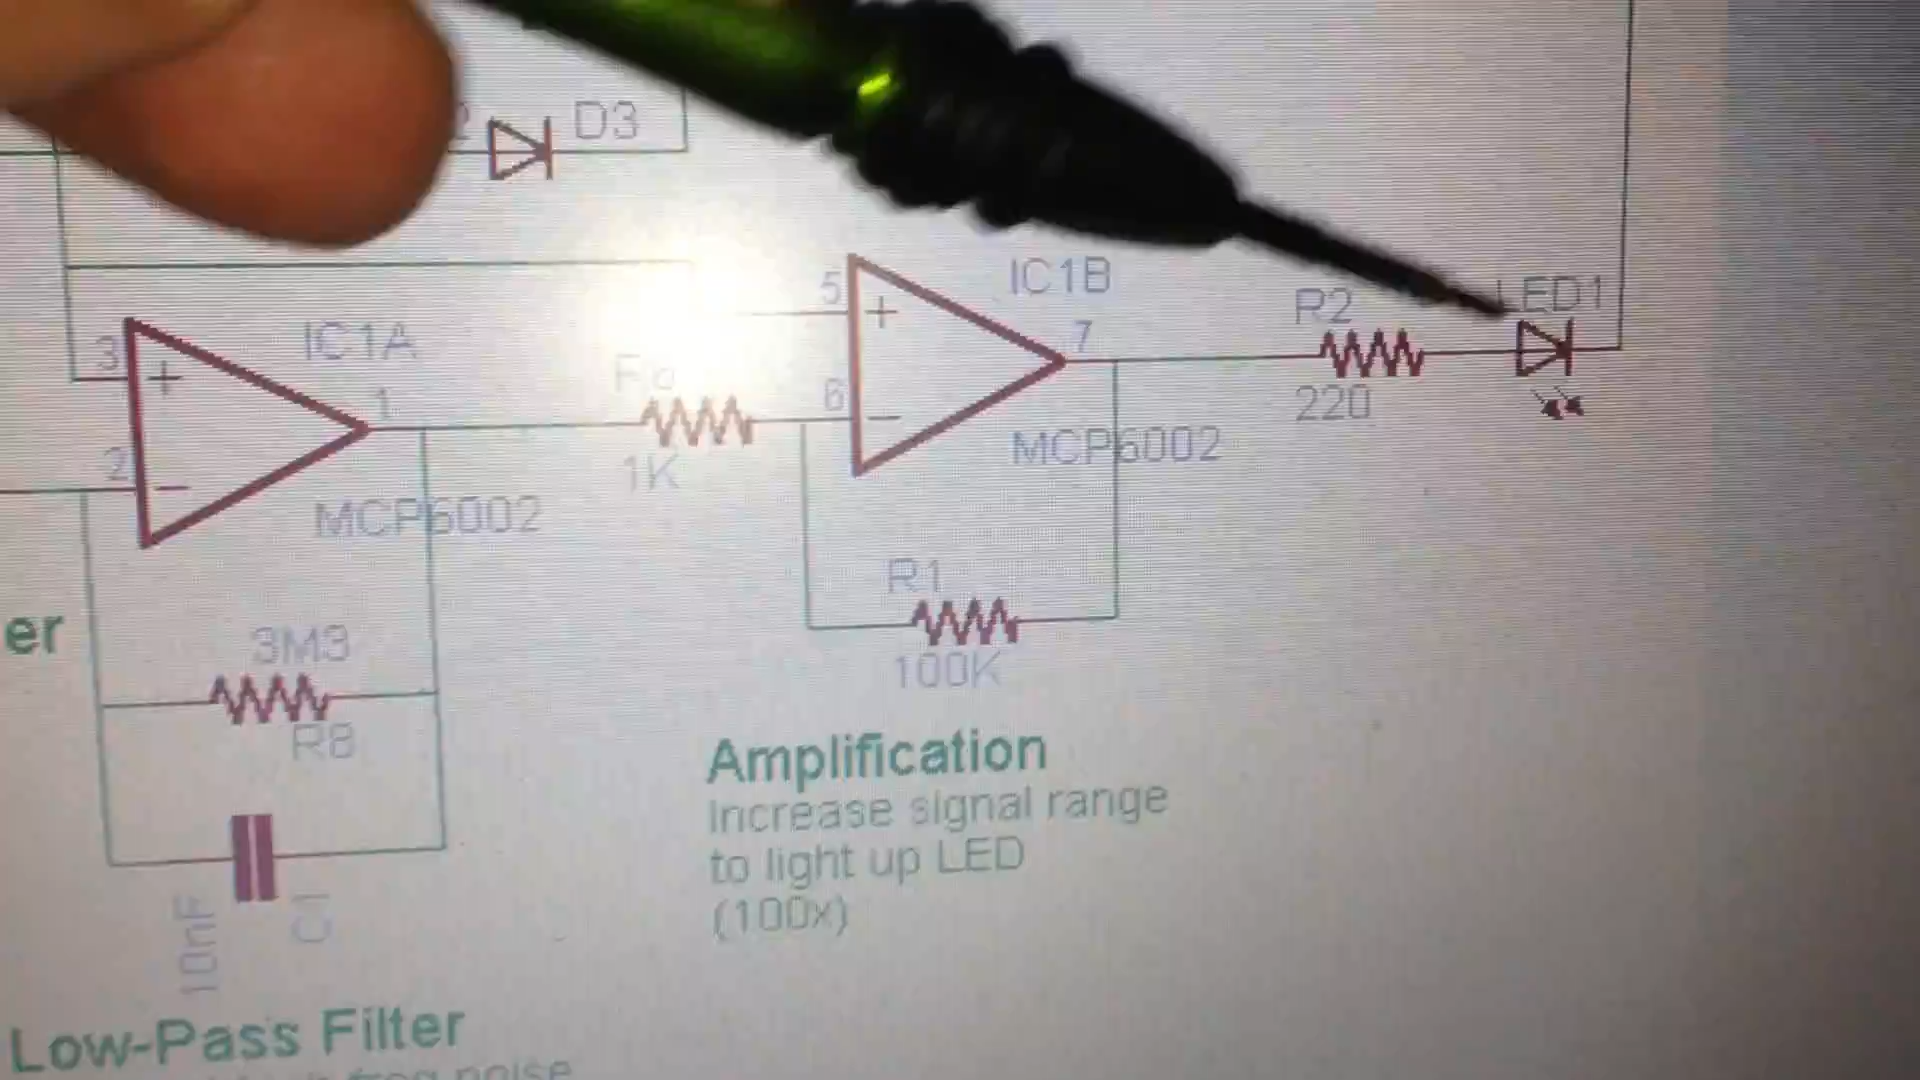 D3
5
IC1B
R2
LED1
3
IC1A
7
1
6
220
1K
MCP6002
2
MCP6002
R1
er
3M3
100K
R8
Amplification
Increase signal range
to light up LED
(100x)
10nF
C1
Low-Pass Filter
noise